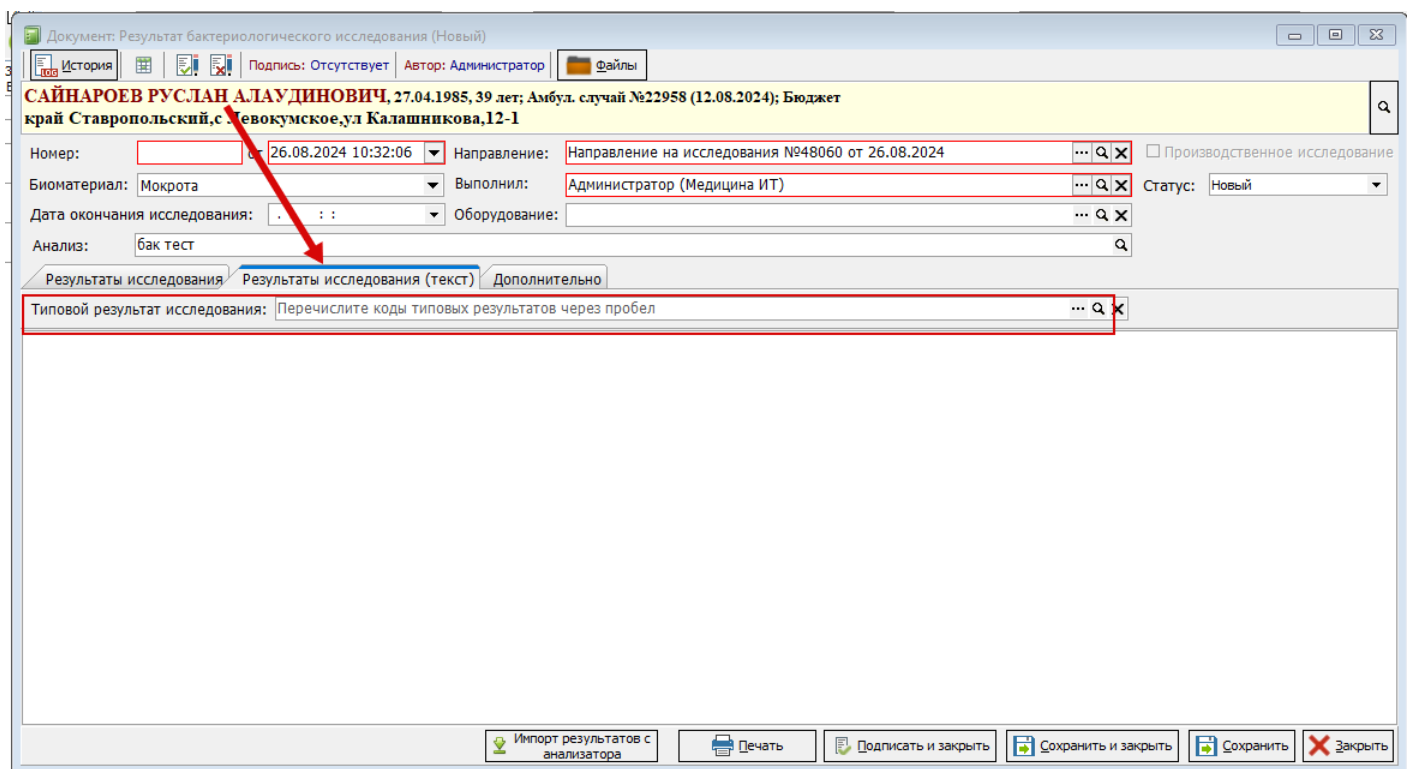 Документ: Результат бактериологического исследования (Новый)
LOG История Подпись: Отсутствует Автор: Администратор Файлы
САЙНАРОЕВ РУСЛАН АЛАУДИНОВИЧ, 27.04.1985, 39 лет; Амбул. случай №22958 (12.08.2024); Бюджет
край Ставропольский,с Левокумское,ул Калашникова,12-1
Номер: от 26.08.2024 10:32:06 Направление: Направление на исследования №48060 от 26.08.2024 Производственное исследование
Биоматериал: Мокрота Выполнил: Администратор (Медицина ИТ) Статус: Новый
Дата окончания исследования: . : : Оборудование:
Анализ: бак тест
Результаты исследования Результаты исследования (текст) Дополнительно
Типовой результат исследования: Перечислите коды типовых результатов через пробел
Импорт результатов с
анализатора
Печать Подписать и закрыть Сохранить и закрыть Сохранить Закрыть